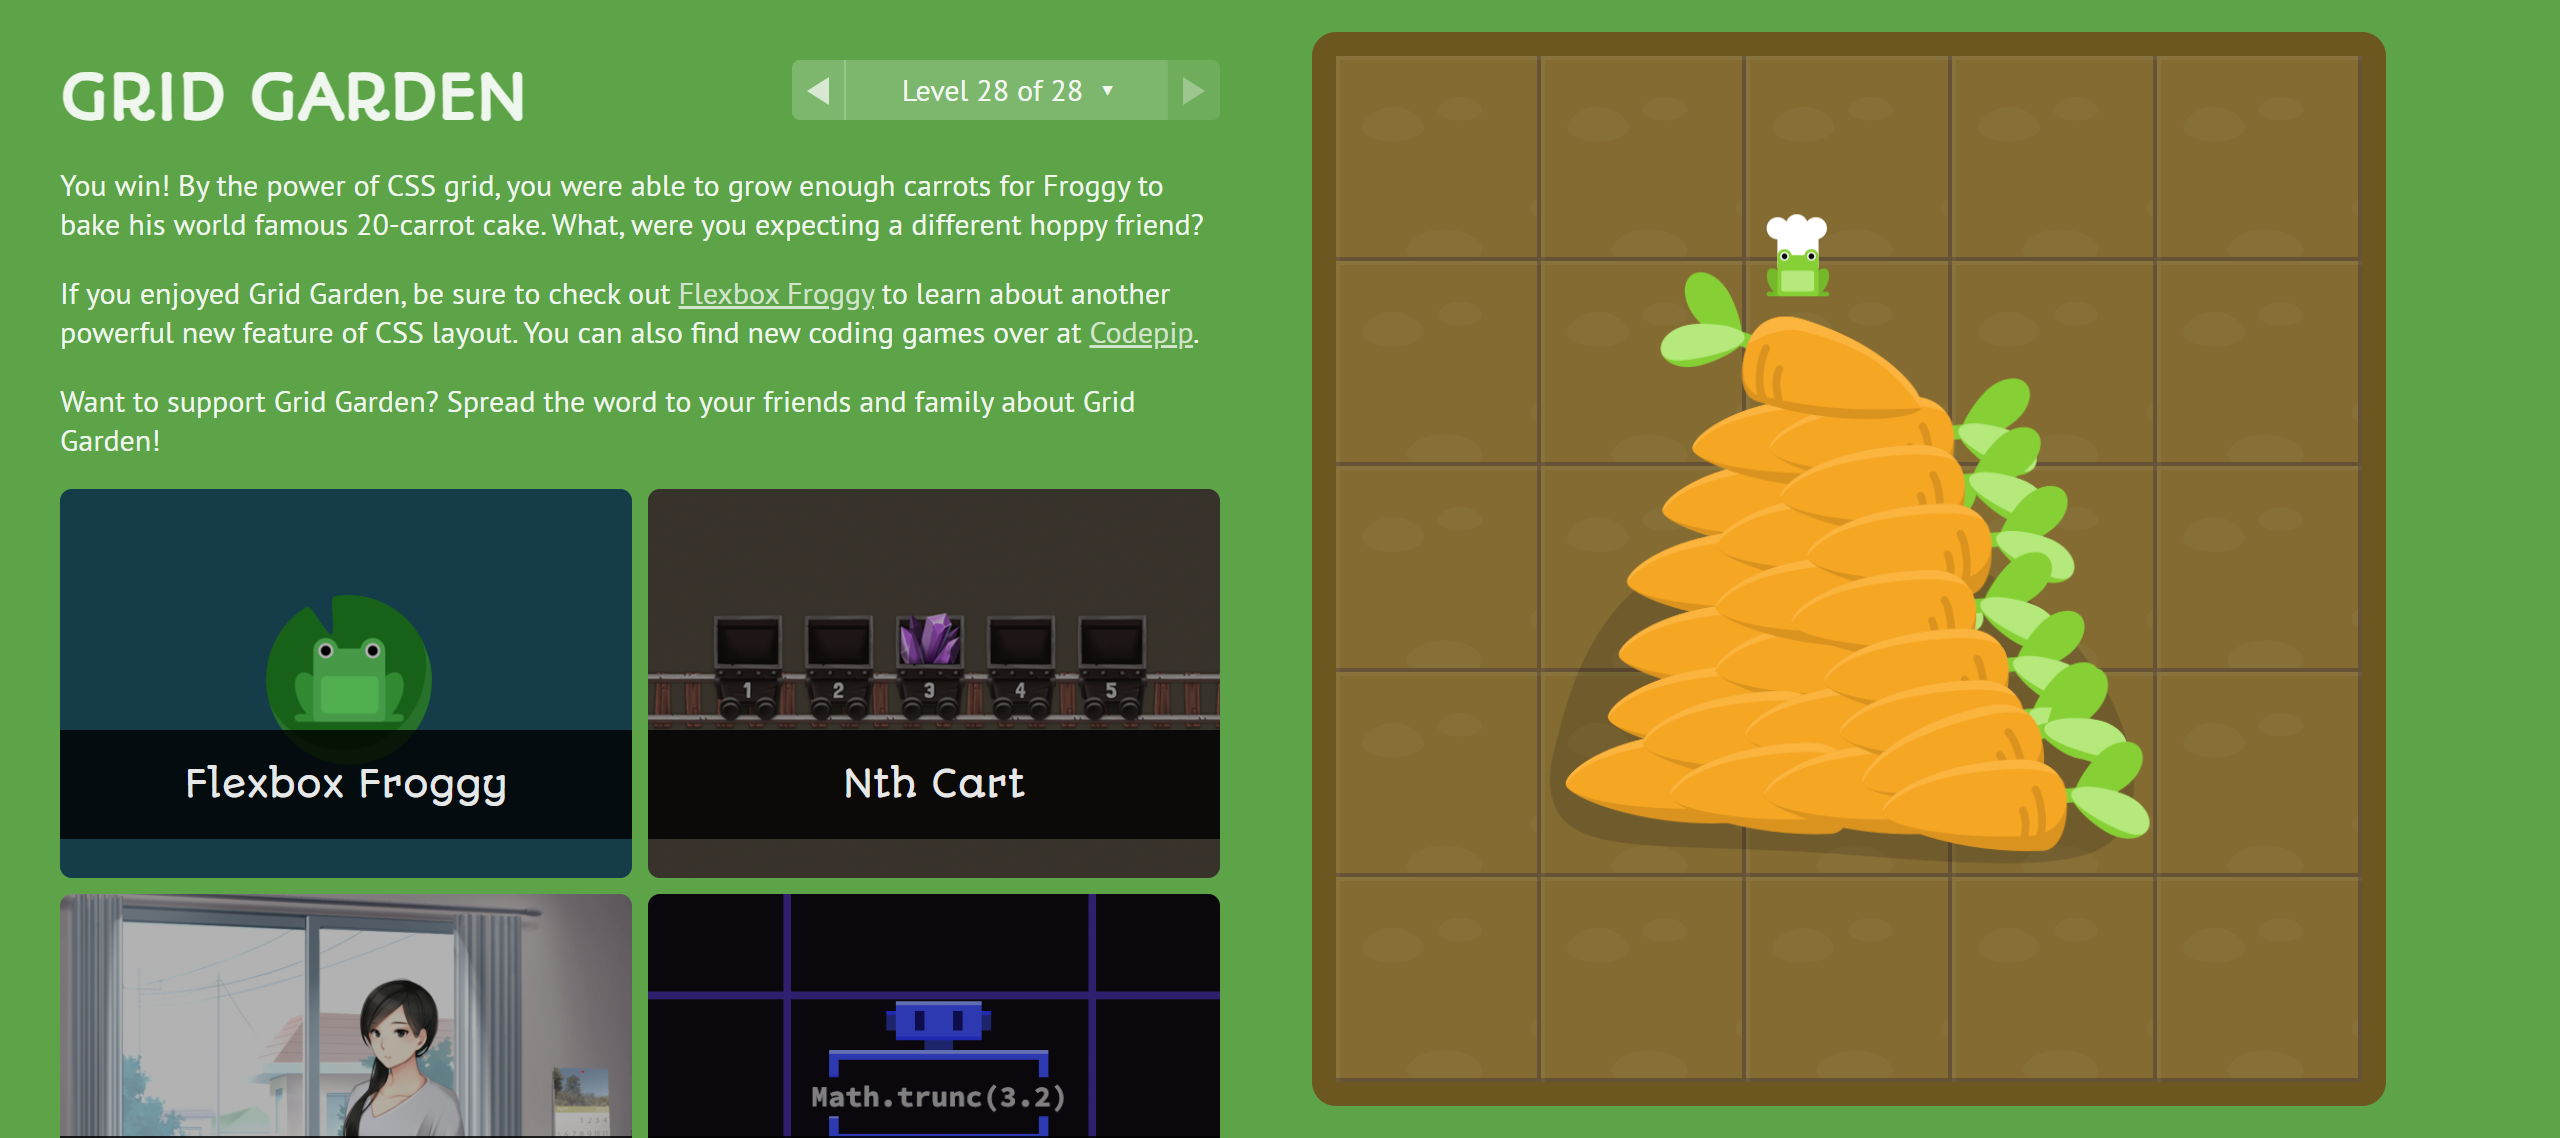 GRID GARDEN
Level 28 of 28
You win! By the power of CSS grid, you were able to grow enough carrots for Froggy to
bake his world famous 20-carrot cake. What, were you expecting a different hoppy friend?
If you enjoyed Grid Garden, be sure to check out Flexbox Froggy to learn about another
powerful new feature of CSS layout. You can also find new coding games over at Codepip.
Want to support Grid Garden? Spread the word to your friends and family about Grid
Garden!
1 2 3 4 5
Flexbox Froggy
Nth Cart
Math.trunc(3.2)